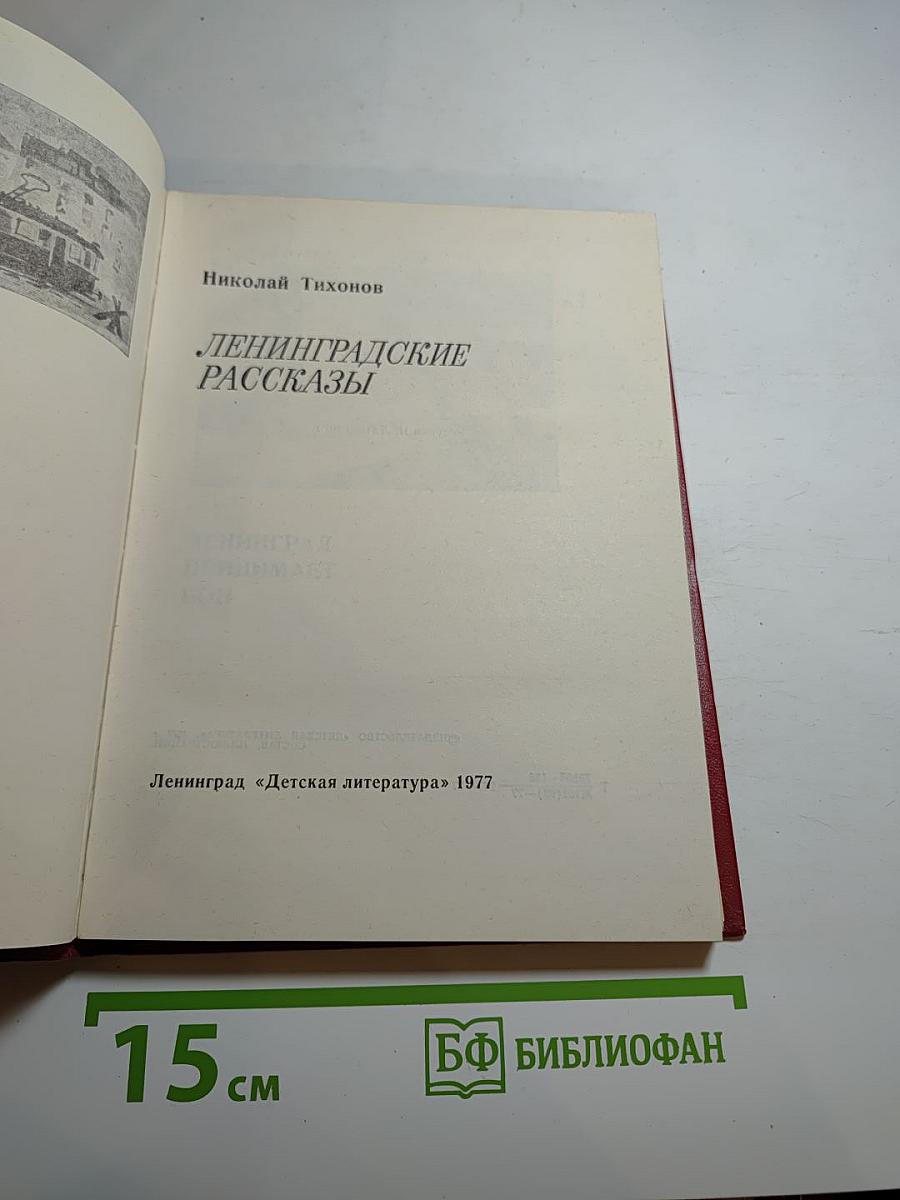 Николай Тихонов
ЛЕНИНГРАДСКИЕ
РАССКАЗЫ
Ленинград «Детская литература» 1977
15 см
БФ БИБЛИОФАН